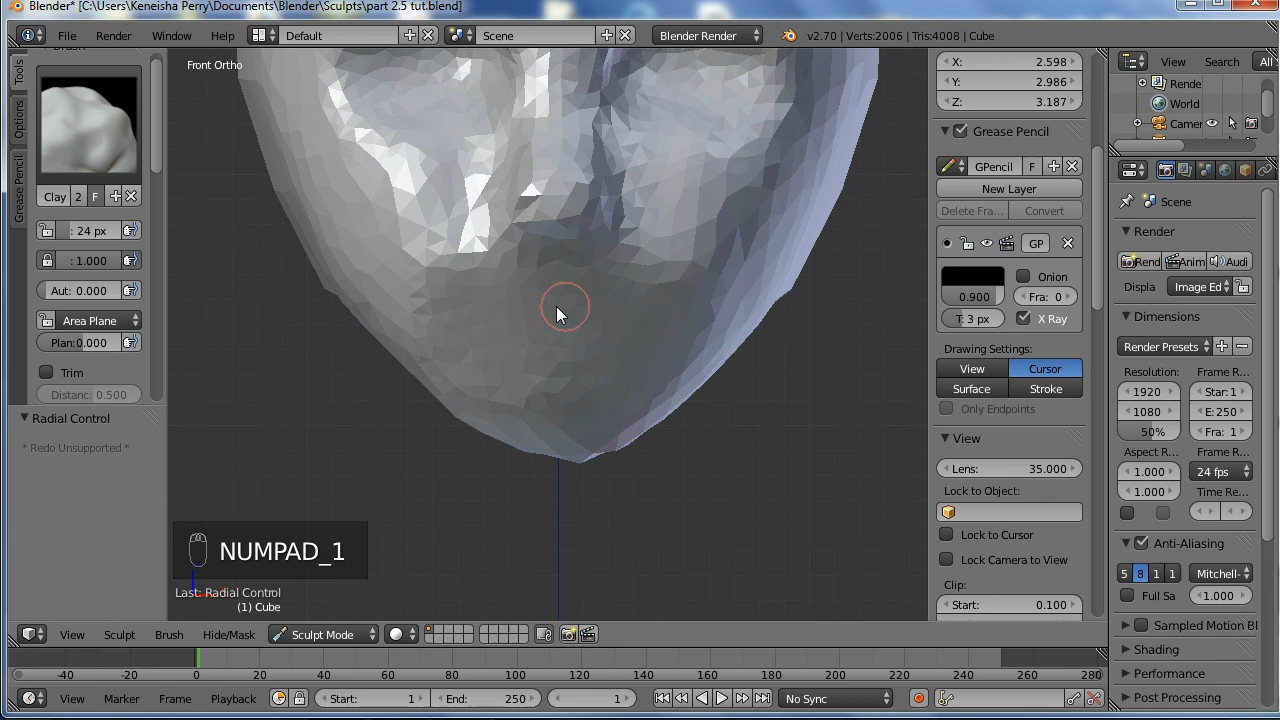 Blender* [C:\Users\Keneisha Perry\Documents\Blender\Sculpts\part 2.5 tut.blend]
File Render Window Help Default Scene Blender Render v2.70 | Verts:2006 | Tris:4008 | Cube
Tools
Options
Grease Pencil
Clay 2 F
: 24 px
: 1.000
Aut: 0.000
Area Plane
Plan:0.000
Trim
Distanc: 0.500
Radial Control
* Redo Unsupported *
Front Ortho
NUMPAD_1
Last: Radial Control
(1) Cube
X: 2.598
Y: 2.986
Z: 3.187
Grease Pencil
GPencil F
New Layer
Delete Fra... Convert
GP
Onion
0.900 Fra: 0
T: 3 px X Ray
Drawing Settings:
View Cursor
Surface Stroke
Only Endpoints
View
Lens: 35.000
Lock to Object:
Lock to Cursor
Lock Camera to View
Clip:
Start: 0.100
View Search All
Rende
World
Camer
Scene
Render
Rend Anim Audi
Displa Image Ed
Dimensions
Render Presets
Resolution: Frame R...
1920 Star: 1
1080 E: 250
50% Fra: 1
Aspect R... Frame R...
1.000 24 fps
1.000 Time Re...
Anti-Aliasing
5 8 1 1 Mitchell-
Full Sa 1.000
Sampled Motion Bl
Shading
Performance
Post Processing
View Sculpt Brush Hide/Mask Sculpt Mode
-40 -20 0 20 40 60 80 100 120 140 160 180 200 220 240 260 280
View Marker Frame Playback Start: 1 End: 250 1 No Sync